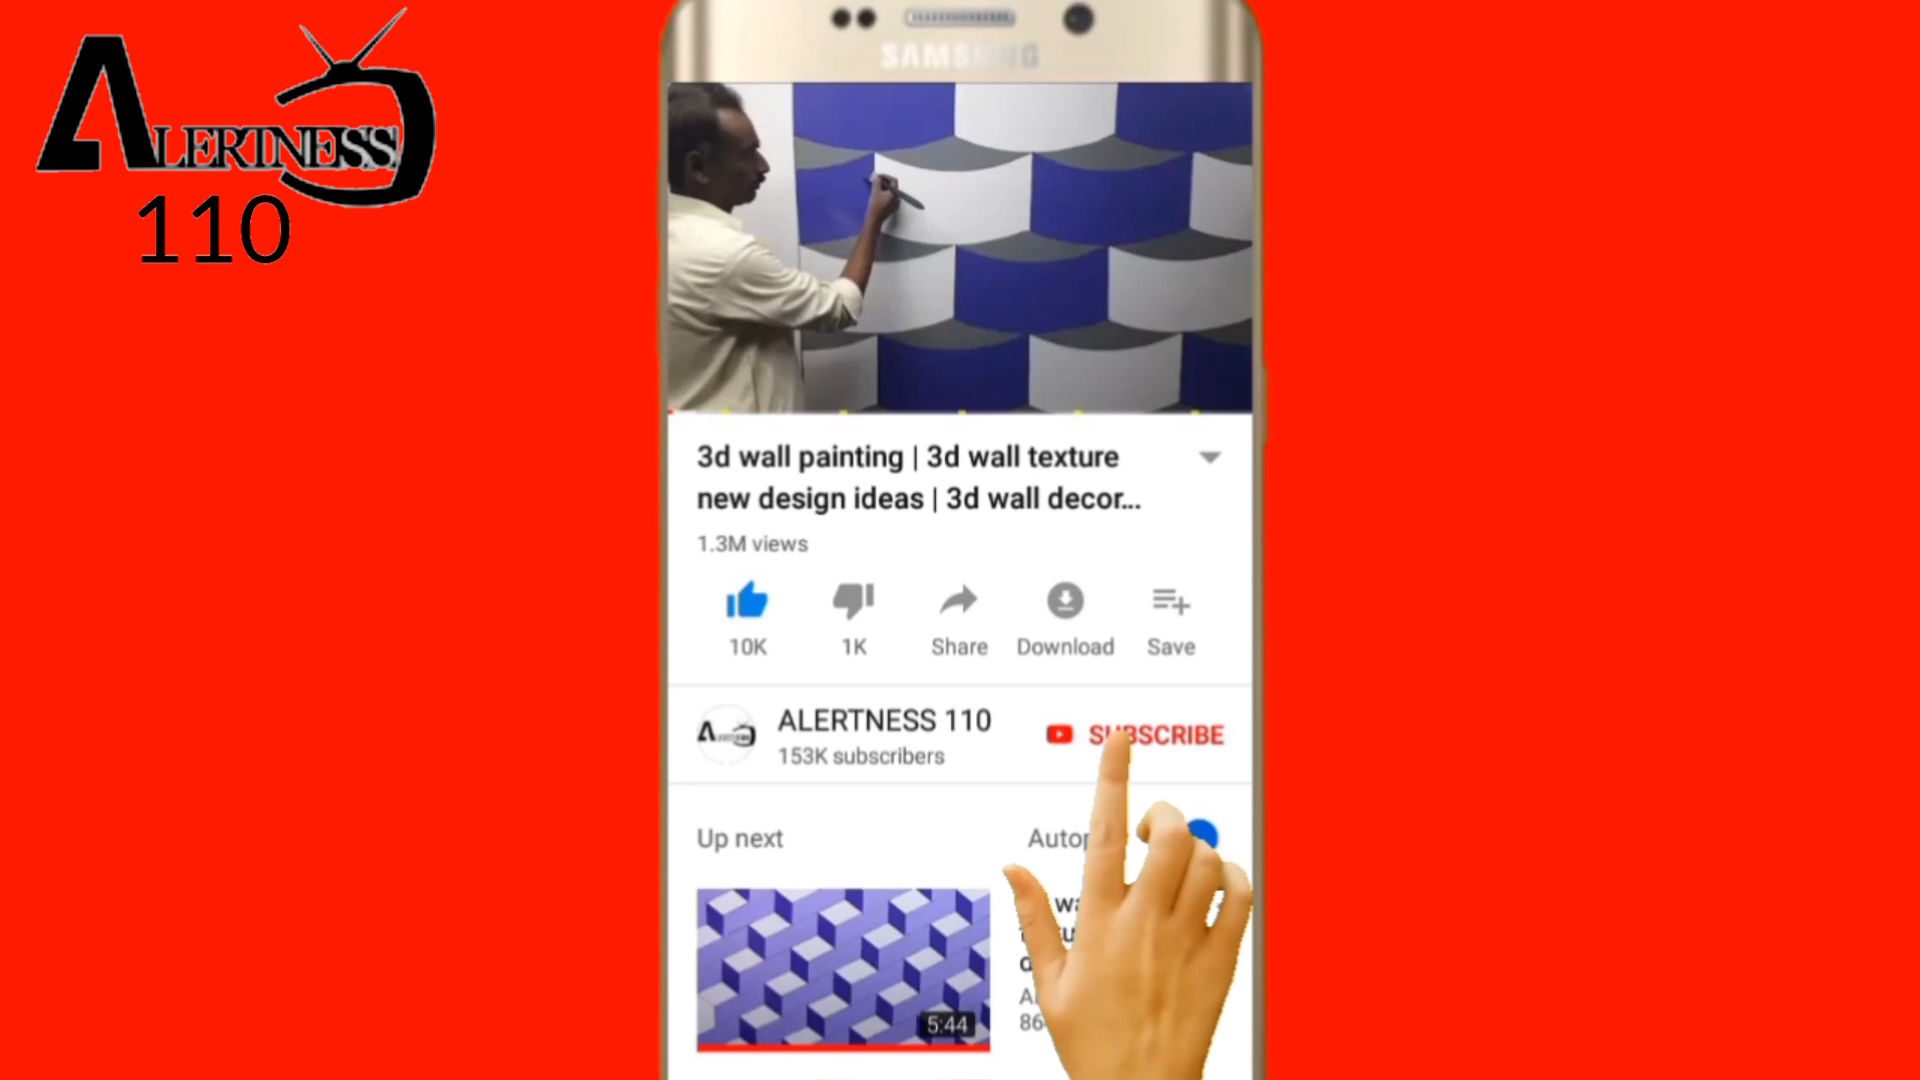 ALERTNESS
110
SAMSUNG
3d wall painting | 3d wall texture
new design ideas | 3d wall decor...
1.3M views
10K
1K
Share
Download
Save
ALERTNESS 110
153K subscribers
SUBSCRIBE
Up next
5:44